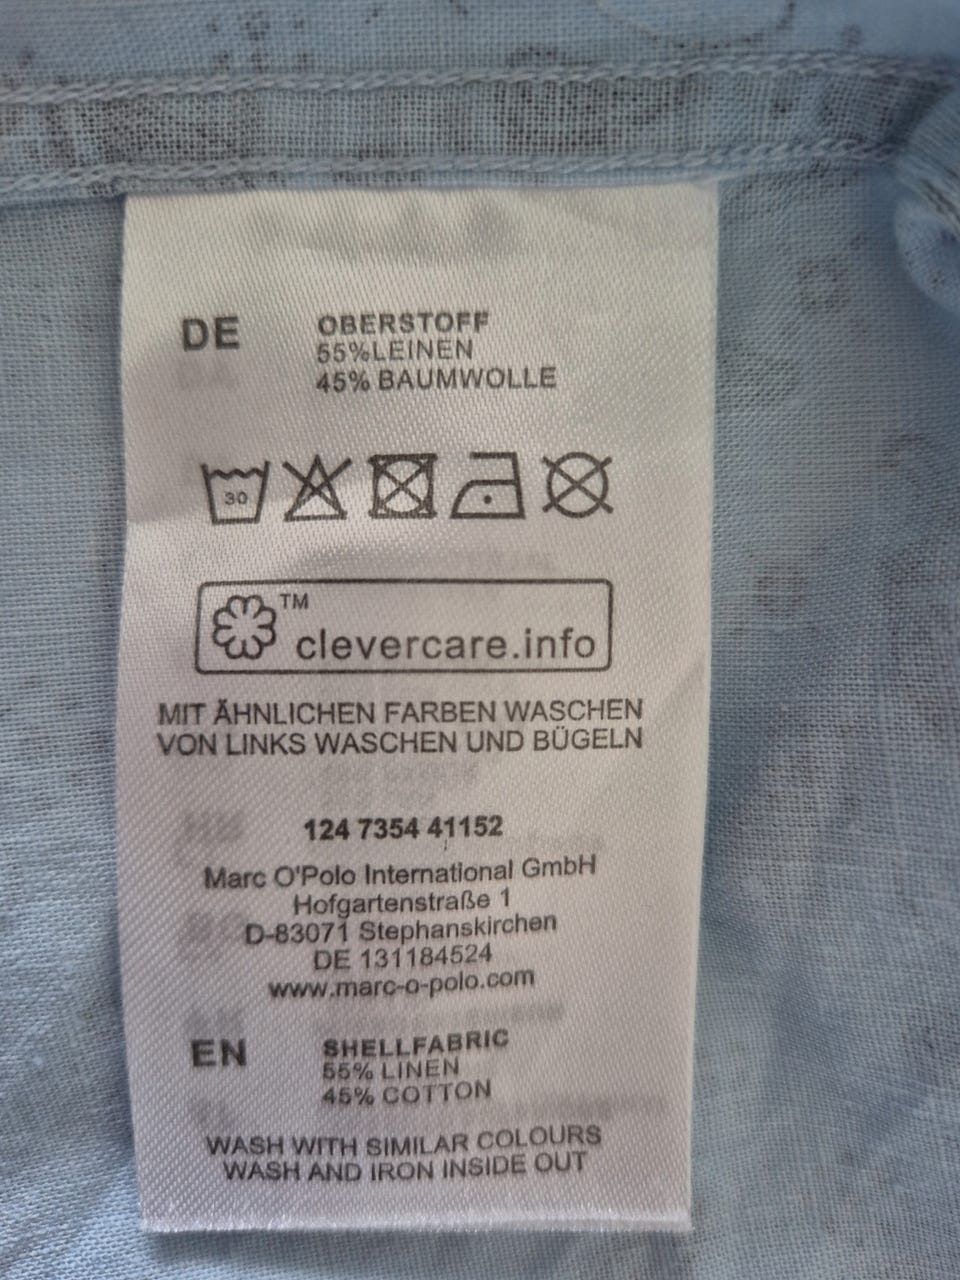 DE
OBERSTOFF
55%LEINEN
45% BAUMWOLLE
30
TM
clevercare.info
MIT ÄHNLICHEN FARBEN WASCHEN
VON LINKS WASCHEN UND BÜGELN
124 7354 41152
Marc O'Polo International GmbH
Hofgartenstraße 1
D-83071 Stephanskirchen
DE 131184524
www.marc-o-polo.com
EN
SHELLFABRIC
55% LINEN
45% COTTON
WASH WITH SIMILAR COLOURS
WASH AND IRON INSIDE OUT